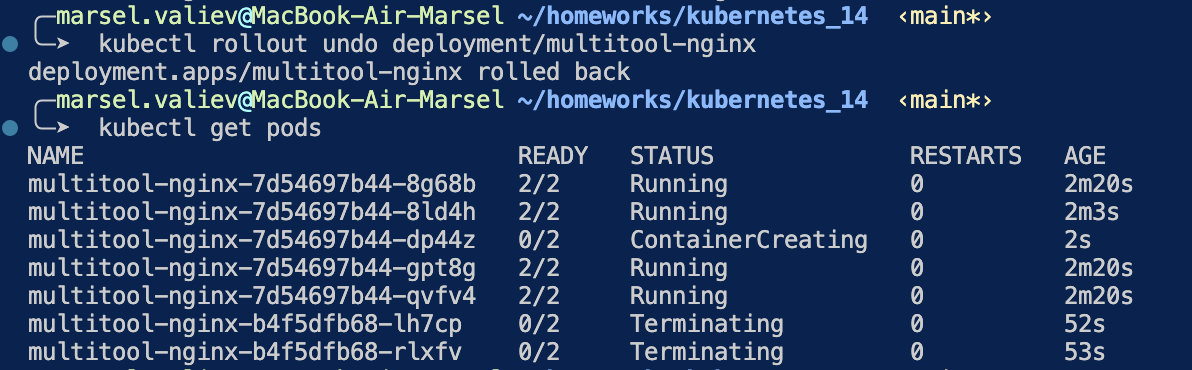 marsel.valiev@MacBook-Air-Marsel ~/homeworks/kubernetes_14 ‹main*›
kubectl rollout undo deployment/multitool-nginx
deployment.apps/multitool-nginx rolled back
marsel.valiev@MacBook-Air-Marsel ~/homeworks/kubernetes_14 ‹main*›
kubectl get pods
NAME READY STATUS RESTARTS AGE
multitool-nginx-7d54697b44-8g68b 2/2 Running 0 2m20s
multitool-nginx-7d54697b44-8ld4h 2/2 Running 0 2m3s
multitool-nginx-7d54697b44-dp44z 0/2 ContainerCreating 0 2s
multitool-nginx-7d54697b44-gpt8g 2/2 Running 0 2m20s
multitool-nginx-7d54697b44-qvfv4 2/2 Running 0 2m20s
multitool-nginx-b4f5dfb68-lh7cp 0/2 Terminating 0 52s
multitool-nginx-b4f5dfb68-rlxfv 0/2 Terminating 0 53s